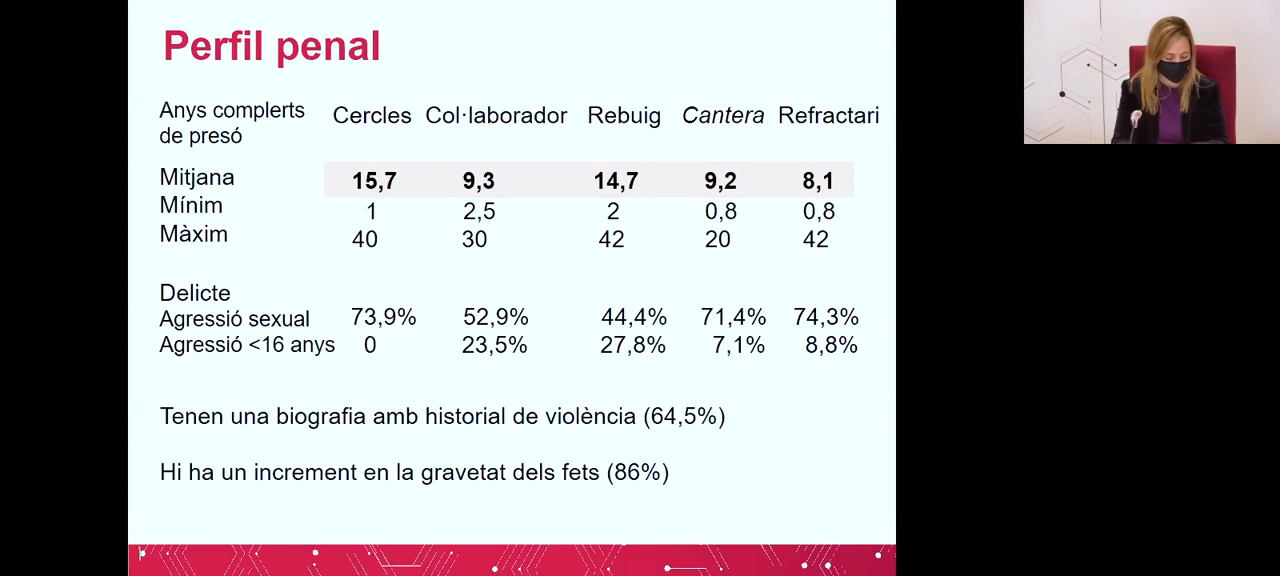 Perfil penal
Anys complerts
de presó
Cercles Col·laborador Rebuig Cantera Refractari
Mitjana 15,7 9,3 14,7 9,2 8,1
Mínim 1 2,5 2 0,8 0,8
Màxim 40 30 42 20 42
Delicte
Agressió sexual 73,9% 52,9% 44,4% 71,4% 74,3%
Agressió <16 anys 0 23,5% 27,8% 7,1% 8,8%
Tenen una biografia amb historial de violència (64,5%)
Hi ha un increment en la gravetat dels fets (86%)